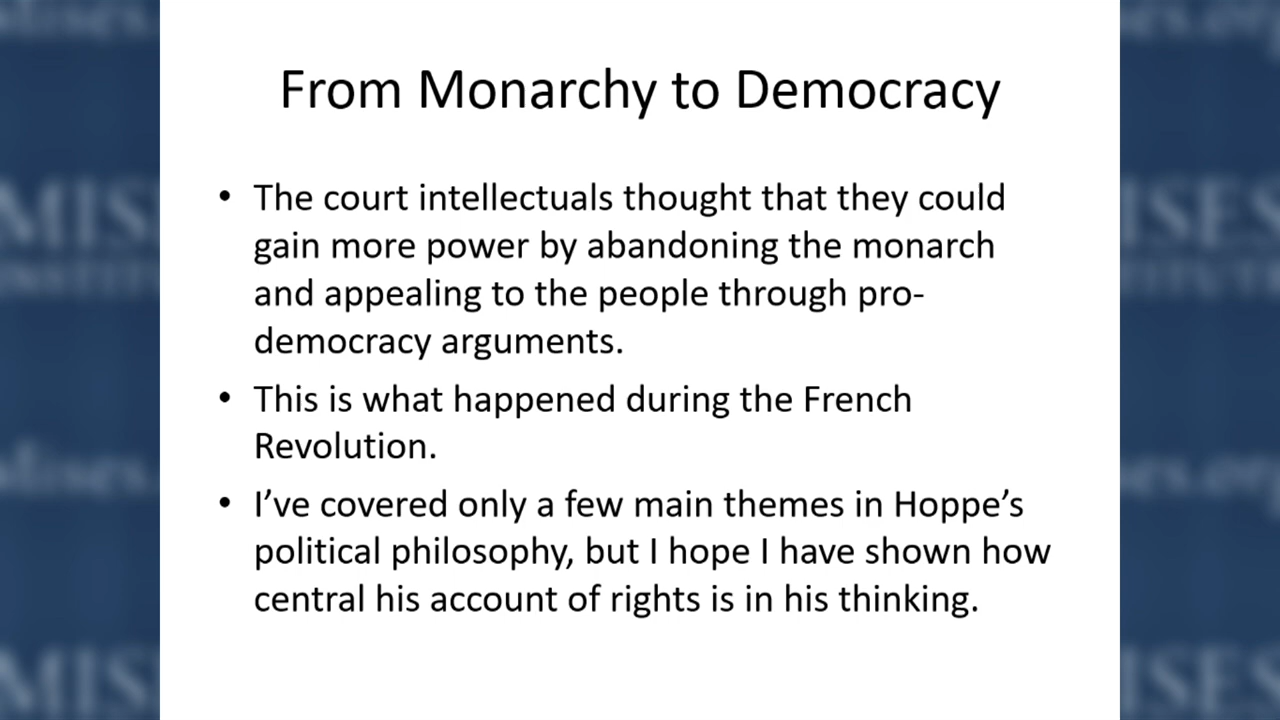 From Monarchy to Democracy
• The court intellectuals thought that they could
gain more power by abandoning the monarch
and appealing to the people through pro-
democracy arguments.
• This is what happened during the French
Revolution.
• I’ve covered only a few main themes in Hoppe’s
political philosophy, but I hope I have shown how
central his account of rights is in his thinking.